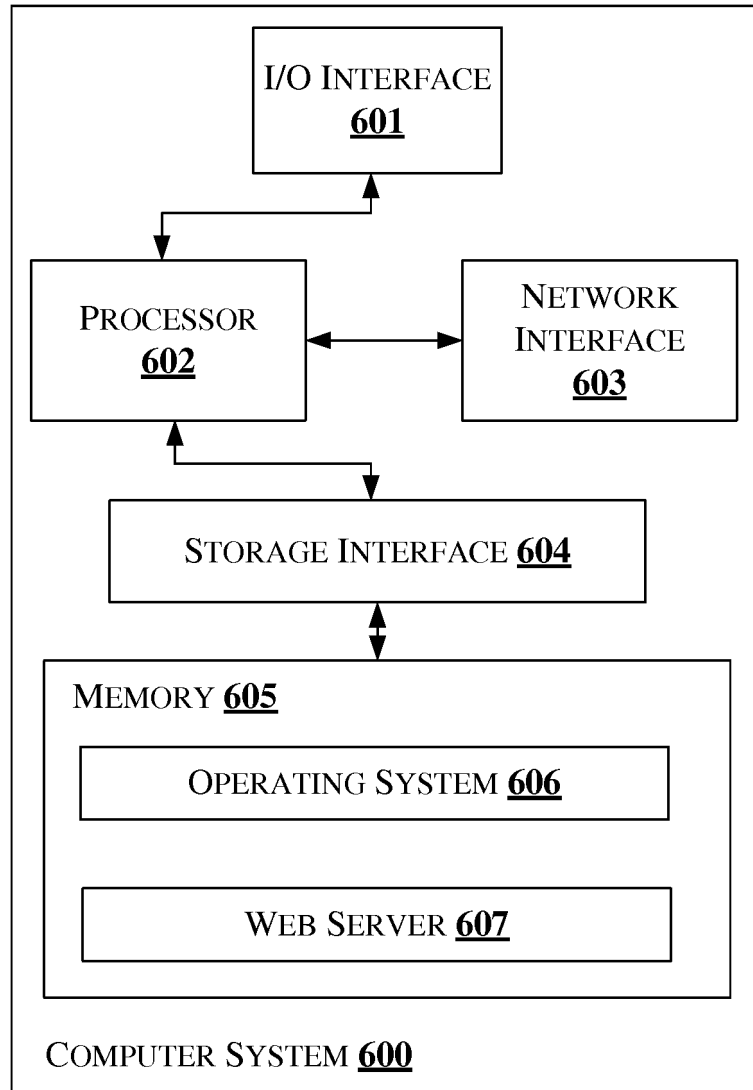 I/O INTERFACE
601
PROCESSOR
602
NETWORK
INTERFACE
603
STORAGE INTERFACE 604
MEMORY 605
OPERATING SYSTEM 606
WEB SERVER 607
COMPUTER SYSTEM 600